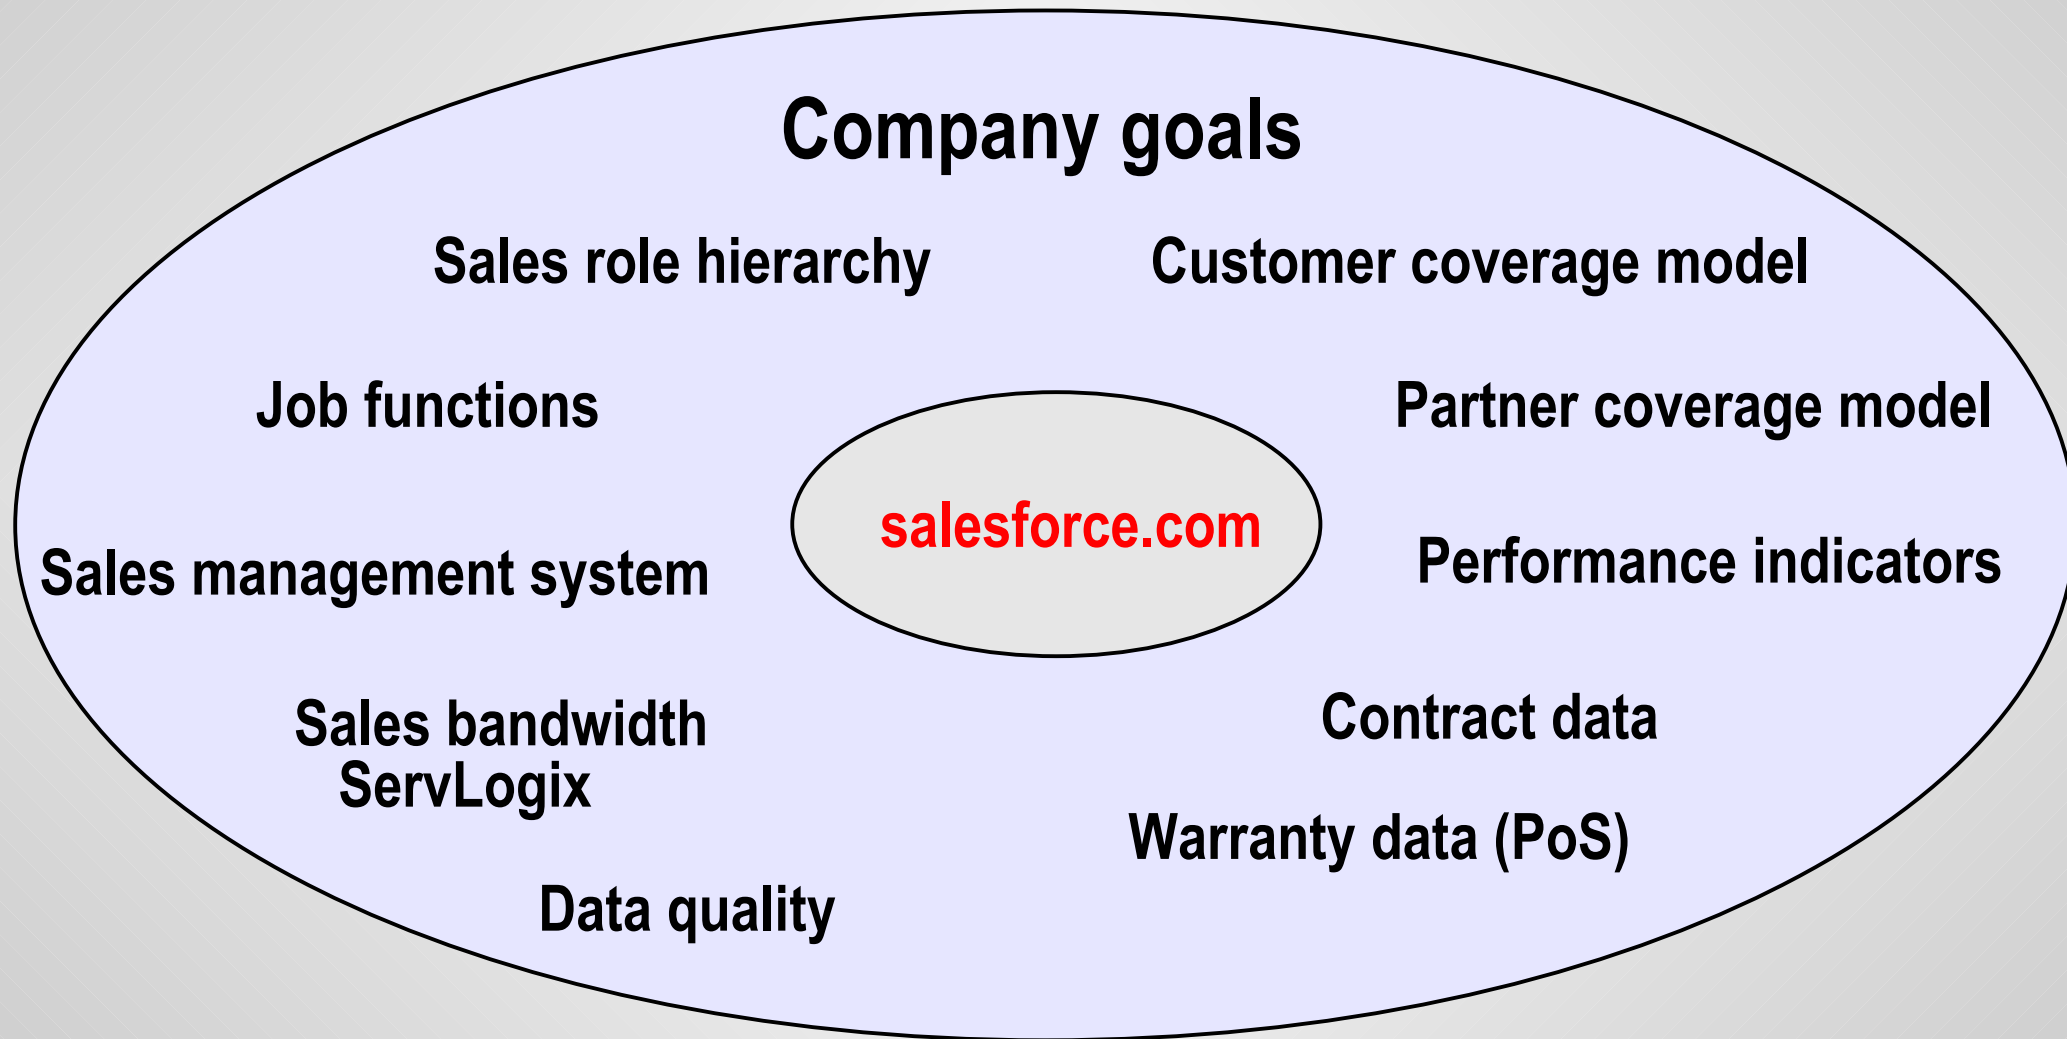 Company goals
Sales role hierarchy
Customer coverage model
Job functions
Partner coverage model
salesforce.com
Sales management system
Performance indicators
Sales bandwidth
ServLogix
Contract data
Warranty data (PoS)
Data quality